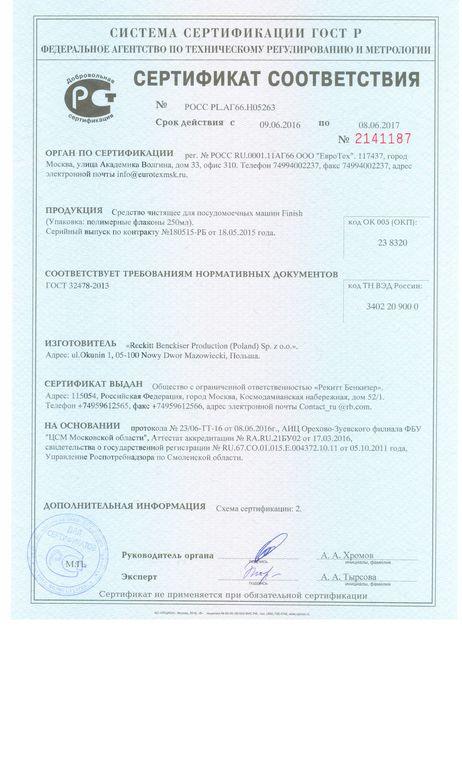 СИСТЕМА СЕРТИФИКАЦИИ ГОСТ Р
ФЕДЕРАЛЬНОЕ АГЕНТСТВО ПО ТЕХНИЧЕСКОМУ РЕГУЛИРОВАНИЮ И МЕТРОЛОГИИ
Добровольная
сертификация
СЕРТИФИКАТ СООТВЕТСТВИЯ
№ РОСС PL.АГ66.Н05263
Срок действия с 09.06.2016 по 08.06.2017
№ 2141187
ОРГАН ПО СЕРТИФИКАЦИИ рег. № РОСС RU.0001.11АГ66 ООО "ЕвроТех". 117437, город
Москва, улица Академика Волгина, дом 33, офис 310. Телефон 74994002237, факс 74994002237, адрес
электронной почты info@eurotexmsk.ru.
ПРОДУКЦИЯ Средство чистящее для посудомоечных машин Finish
(Упаковка: полимерные флаконы 250мл).
Серийный выпуск по контракту №180515-РБ от 18.05.2015 года.
код ОК 005 (ОКП):
23 8320
СООТВЕТСТВУЕТ ТРЕБОВАНИЯМ НОРМАТИВНЫХ ДОКУМЕНТОВ
ГОСТ 32478-2013
код ТН ВЭД России:
3402 20 900 0
ИЗГОТОВИТЕЛЬ «Reckitt Benckiser Production (Poland) Sp. z o.o.».
Адрес: ul.Okunin 1, 05-100 Nowy Dwor Mazowiecki, Польша.
СЕРТИФИКАТ ВЫДАН Общество с ограниченной ответственностью «Рекитт Бенкизер».
Адрес: 115054, Российская Федерация, город Москва, Космодамианская набережная, дом 52/1.
Телефон +74959612565, факс +74959612566, адрес электронной почты Contact_ru @rb.com.
НА ОСНОВАНИИ протокола № 23/06-ТТ-16 от 08.06.2016г., АИЦ Орехово-Зуевского филиала ФБУ
"ЦСМ Московской области", Аттестат аккредитации № RA.RU.21БУ02 от 17.03.2016,
свидетельства о государственной регистрации № RU.67.CO.01.015.E.004372.10.11 от 05.10.2011 года,
Управление Роспотребнадзора по Смоленской области.
ДОПОЛНИТЕЛЬНАЯ ИНФОРМАЦИЯ Схема сертификации: 2.
ДЛЯ
СЕРТИФИКАТОВ
М.П.
Руководитель органа
подпись
А. А. Хромов
инициалы, фамилия
Эксперт
подпись
А. А. Тырсова
инициалы, фамилия
Сертификат не применяется при обязательной сертификации